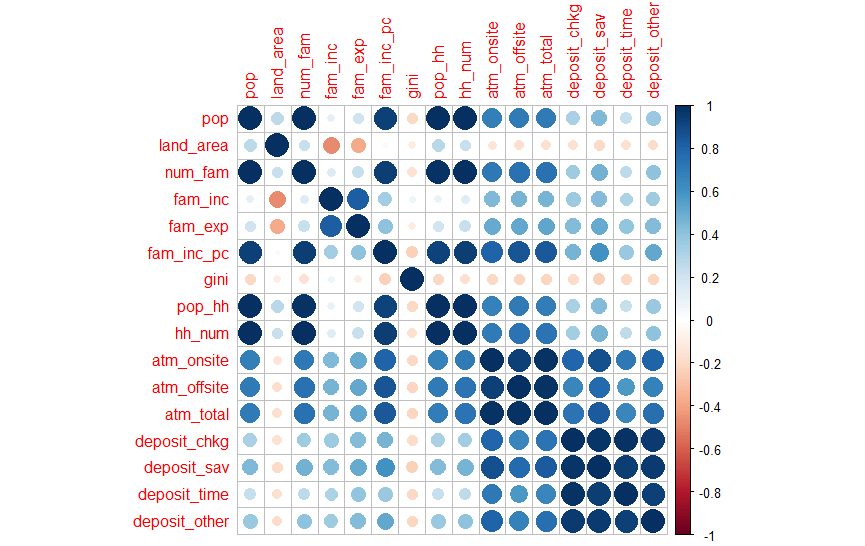 pop
land_area
num_fam
fam_inc
fam_exp
fam_inc_pc
gini
pop_hh
hh_num
atm_onsite
atm_offsite
atm_total
deposit_chkg
deposit_sav
deposit_time
deposit_other
pop
land_area
num_fam
fam_inc
fam_exp
fam_inc_pc
gini
pop_hh
hh_num
atm_onsite
atm_offsite
atm_total
deposit_chkg
deposit_sav
deposit_time
deposit_other
1
0.8
0.6
0.4
0.2
0
-0.2
-0.4
-0.6
-0.8
-1